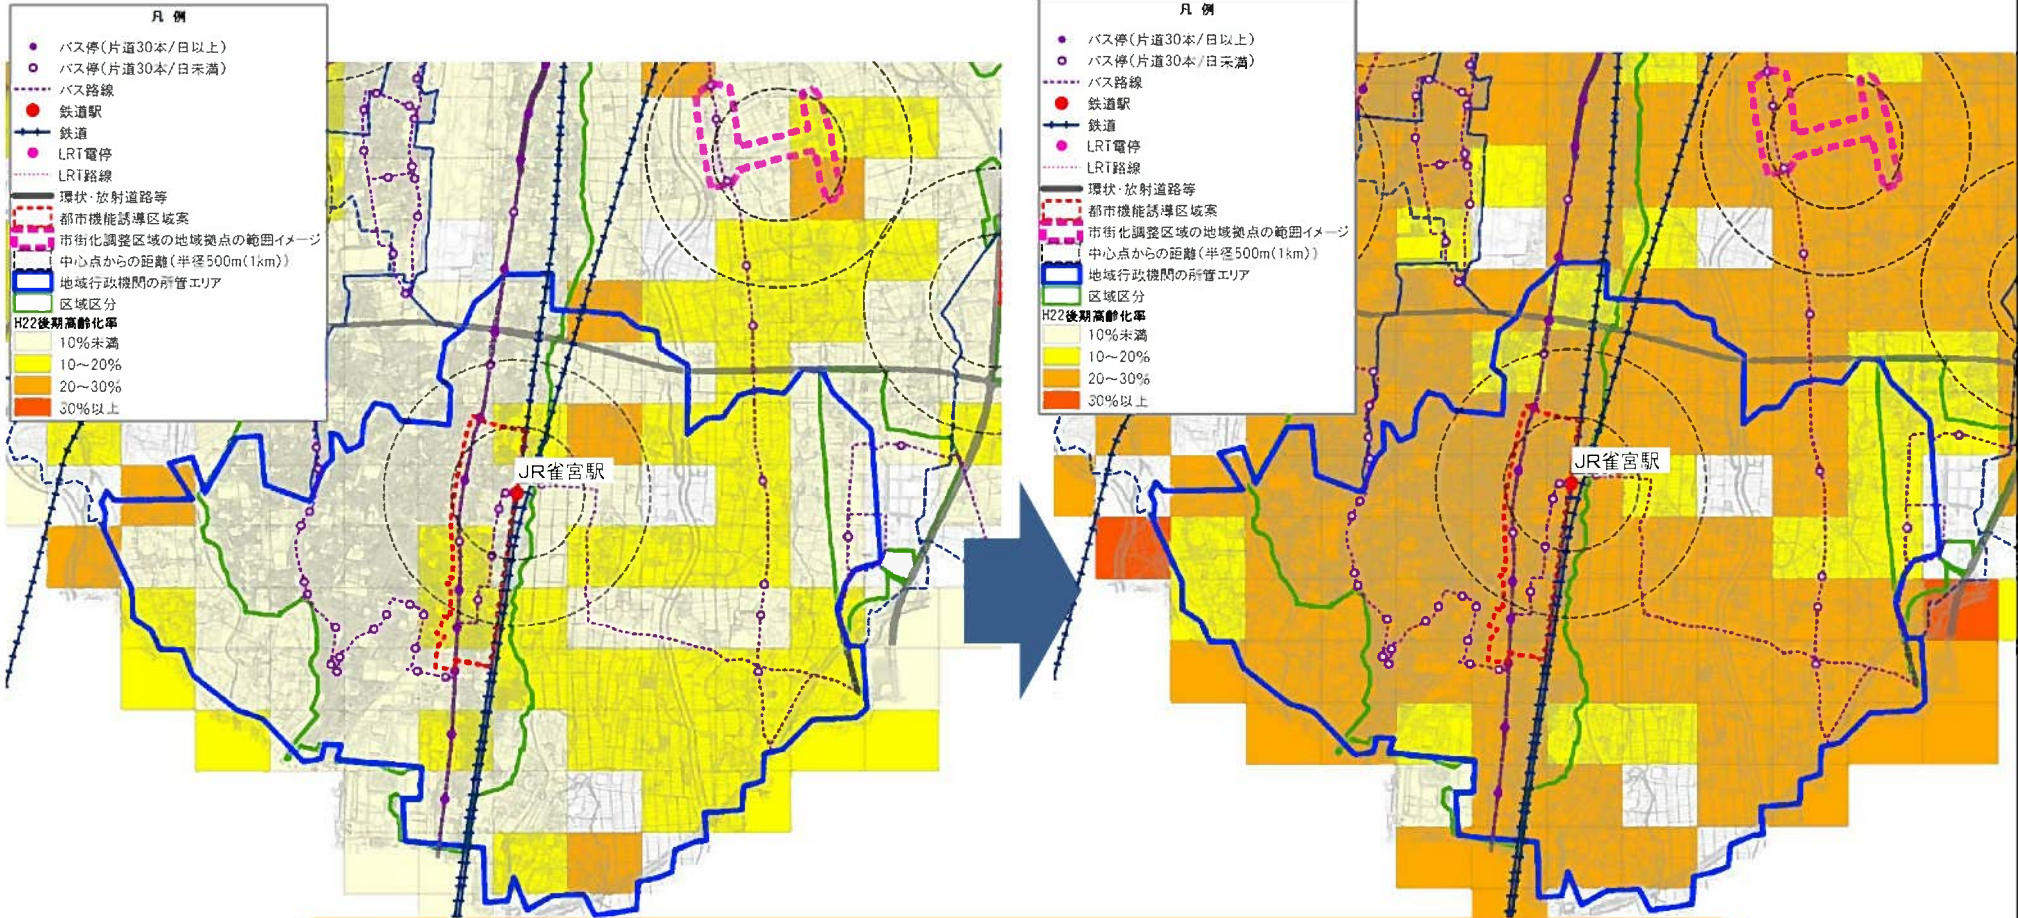 凡 例
バス停(片道30本/日以上)
バス停(片道30本/日未満)
バス路線
鉄道駅
鉄道
LRT電停
LRT路線
環状・放射道路等
都市機能誘導区域案
市街化調整区域の地域拠点の範囲イメージ
中心点からの距離(半径500m(1km))
地域行政機関の所管エリア
区域区分
H22後期高齢化率
10%未満
10～20%
20～30%
30%以上
JR雀宮駅
凡 例
バス停(片道30本/日以上)
バス停(片道30本/日未満)
バス路線
鉄道駅
鉄道
LRT電停
LRT路線
環状・放射道路等
都市機能誘導区域案
市街化調整区域の地域拠点の範囲イメージ
中心点からの距離(半径500m(1km))
地域行政機関の所管エリア
区域区分
H22後期高齢化率
10%未満
10～20%
20～30%
30%以上
JR雀宮駅